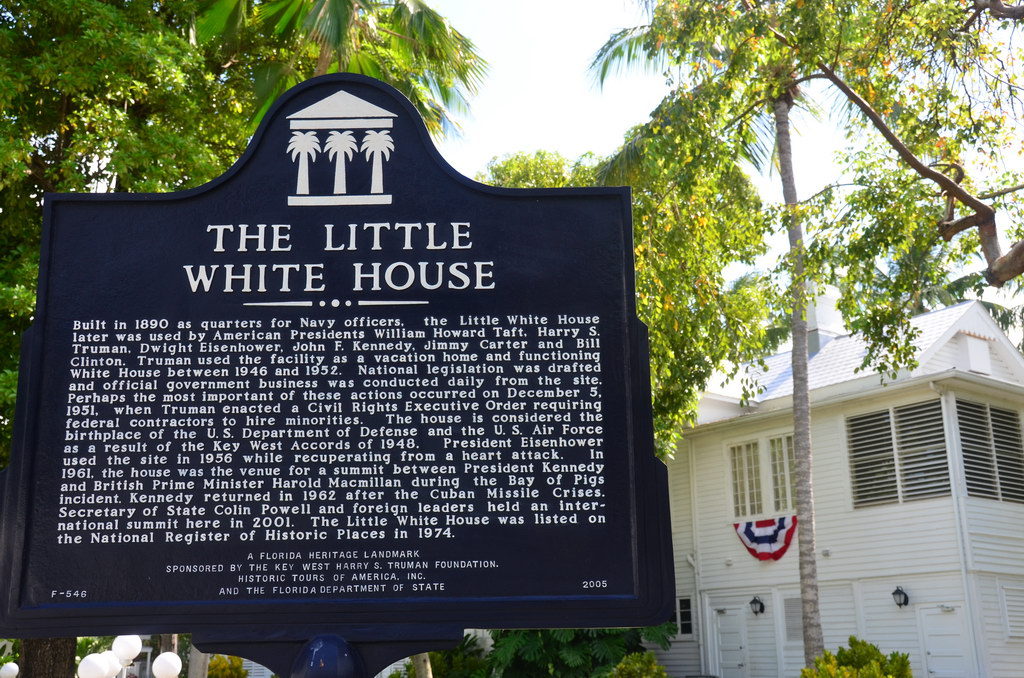 THE LITTLE
WHITE HOUSE
Built in 1890 as quarters for Navy officers, the Little White House
later was used by American Presidents William Howard Taft, Harry S.
Truman, Dwight Eisenhower, John F. Kennedy, Jimmy Carter and Bill
Clinton. Truman used the facility as a vacation home and functioning
White House between 1946 and 1952. National legislation was drafted
and official government business was conducted daily from the site.
Perhaps the most important of these actions occurred on December 5,
1951, when Truman enacted a Civil Rights Executive Order requiring
federal contractors to hire minorities. The house is considered the
birthplace of the U.S. Department of Defense and the U.S. Air Force
as a result of the Key West Accords of 1948. President Eisenhower
used the site in 1956 while recuperating from a heart attack. In
1961, the house was the venue for a summit between President Kennedy
and British Prime Minister Harold Macmillan during the Bay of Pigs
incident. Kennedy returned in 1962 after the Cuban Missile Crises.
Secretary of State Colin Powell and foreign leaders held an inter-
national summit here in 2001. The Little White House was listed on
the National Register of Historic Places in 1974.
A FLORIDA HERITAGE LANDMARK
SPONSORED BY THE KEY WEST HARRY S. TRUMAN FOUNDATION,
HISTORIC TOURS OF AMERICA, INC.
AND THE FLORIDA DEPARTMENT OF STATE
F-546 2005